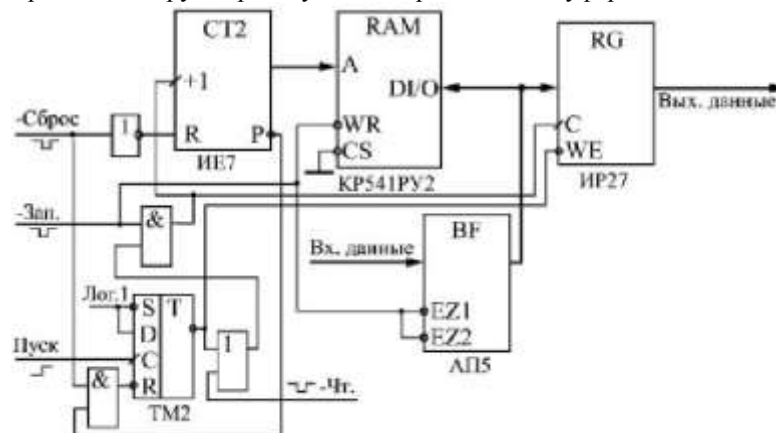 CT2
RAM
RG
A
+1
DI/O
Вых. данные
-Сброс
1
R
P
WR
CS
C
WE
ИЕ7
КР541РУ2
ИР27
-Зап.
&
BF
Вх. данные
Лог.1
S
T
D
EZ1
Пуск
C
1
EZ2
&
R
-Чт.
АП5
ТМ2